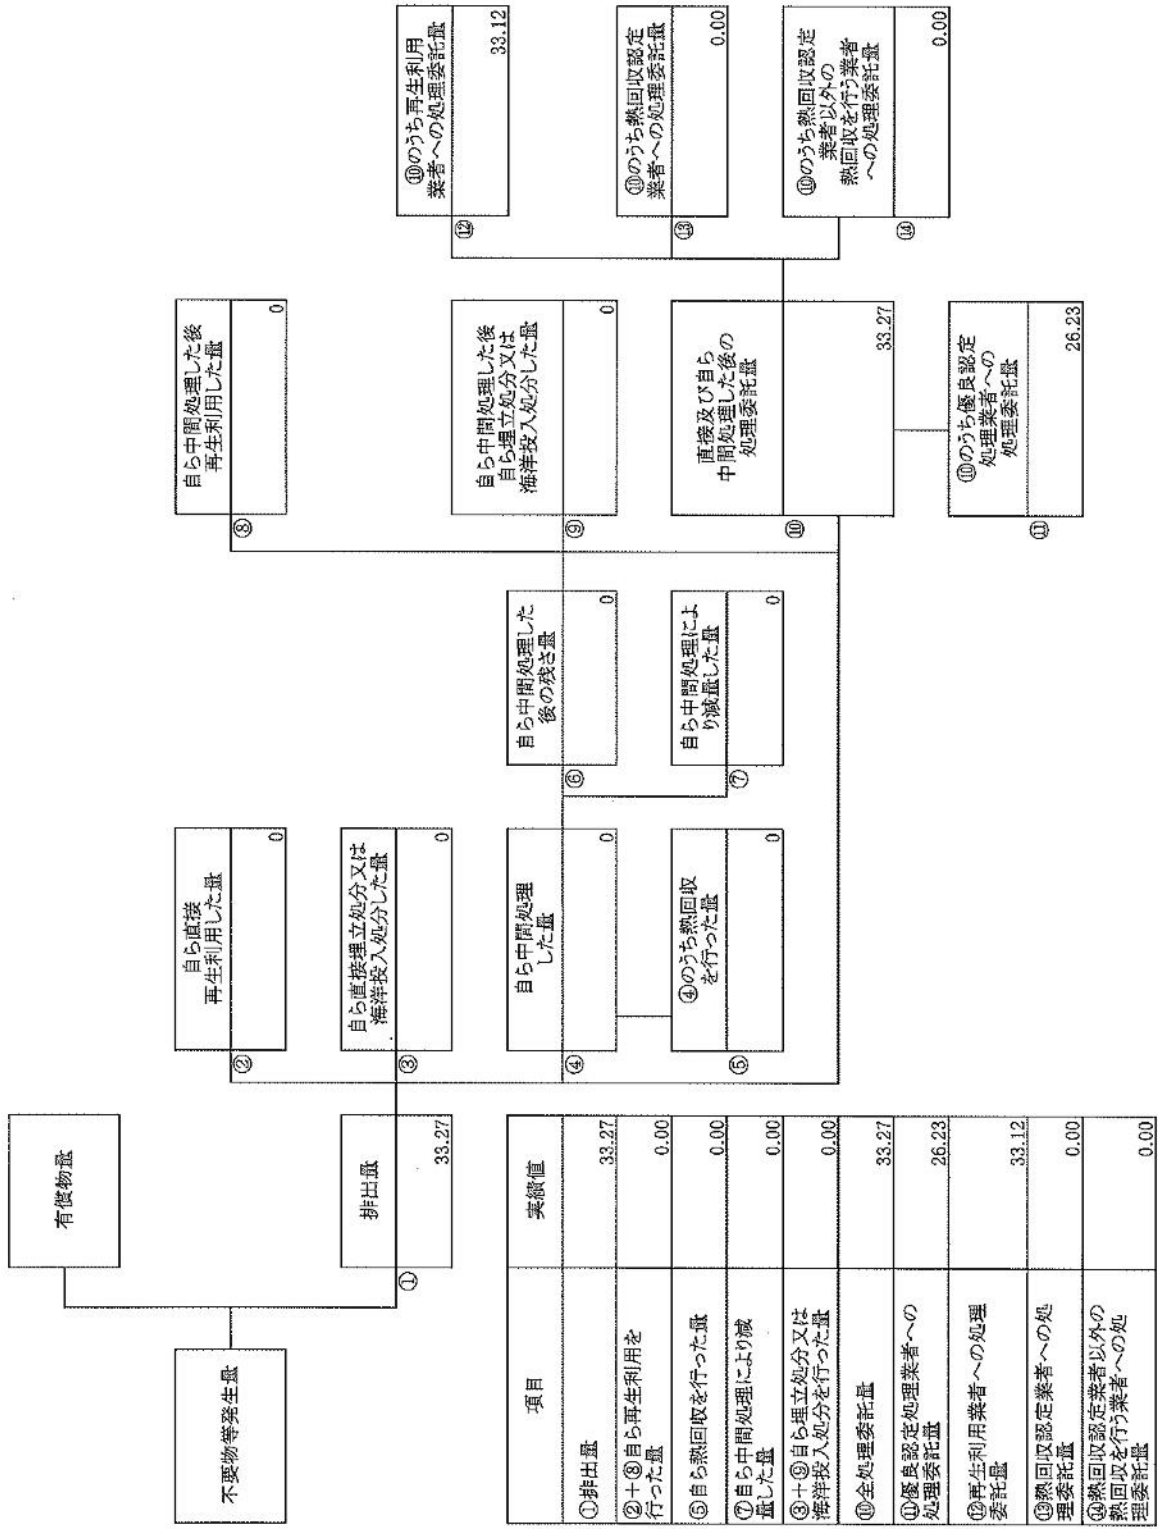 不要物等発生量
有償物量
①
排出量
33.27
②
自ら直接
再生利用した量
0
③
自ら直接埋立処分又は
海洋投入処分した量
0
④
自ら中間処理
した量
0
⑤
④のうち熱回収
を行った量
0
⑥
自ら中間処理した
後の残さ量
0
⑦
自ら中間処理によ
り減量した量
0
⑧
自ら中間処理した後
再生利用した量
0
⑨
自ら中間処理した後
自ら埋立処分又は
海洋投入処分した量
0
⑩
直接及び自ら
中間処理した後の
処理委託量
33.27
⑪
⑩のうち優良認定
処理業者への
処理委託量
26.23
⑫
⑩のうち再生利用
業者への処理委託量
33.12
⑬
⑩のうち熱回収認定
業者への処理委託量
0.00
⑭
⑩のうち熱回収認定
業者以外の
熱回収を行う業者
への処理委託量
0.00
項目 実績値
①排出量 33.27
②+⑧自ら再生利用を
行った量 0.00
⑤自ら熱回収を行った量 0.00
⑦自ら中間処理により減
量した量 0.00
③+⑨自ら埋立処分又は
海洋投入処分を行った量 0.00
⑩全処理委託量 33.27
⑪優良認定処理業者への
処理委託量 26.23
⑫再生利用業者への処理
委託量 33.12
⑬熱回収認定業者への処
理委託量 0.00
⑭熱回収認定業者以外の
熱回収を行う業者への処
理委託量 0.00